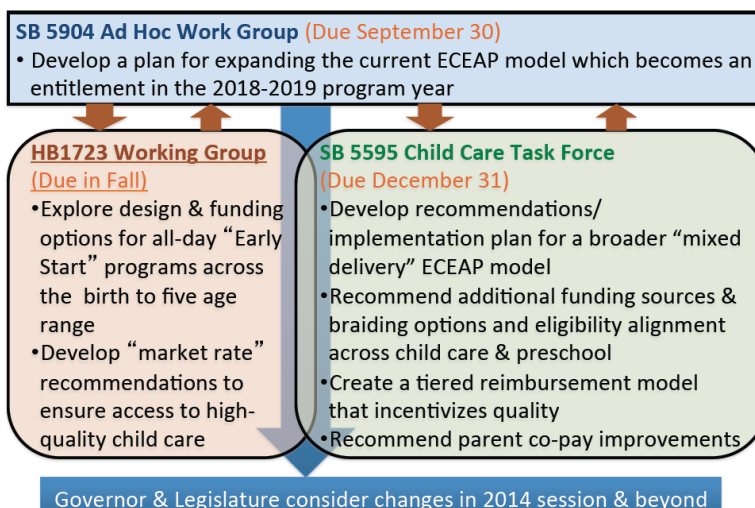 SB 5904 Ad Hoc Work Group (Due September 30)
• Develop a plan for expanding the current ECEAP model which becomes an
entitlement in the 2018-2019 program year
HB1723 Working Group
(Due in Fall)
•Explore design & funding
options for all-day “Early
Start” programs across
the birth to five age
range
•Develop “market rate”
recommendations to
ensure access to high-
quality child care
SB 5595 Child Care Task Force
(Due December 31)
•Develop recommendations/
implementation plan for a broader “mixed
delivery” ECEAP model
•Recommend additional funding sources &
braiding options and eligibility alignment
across child care & preschool
•Create a tiered reimbursement model
that incentivizes quality
•Recommend parent co-pay improvements
Governor & Legislature consider changes in 2014 session & beyond